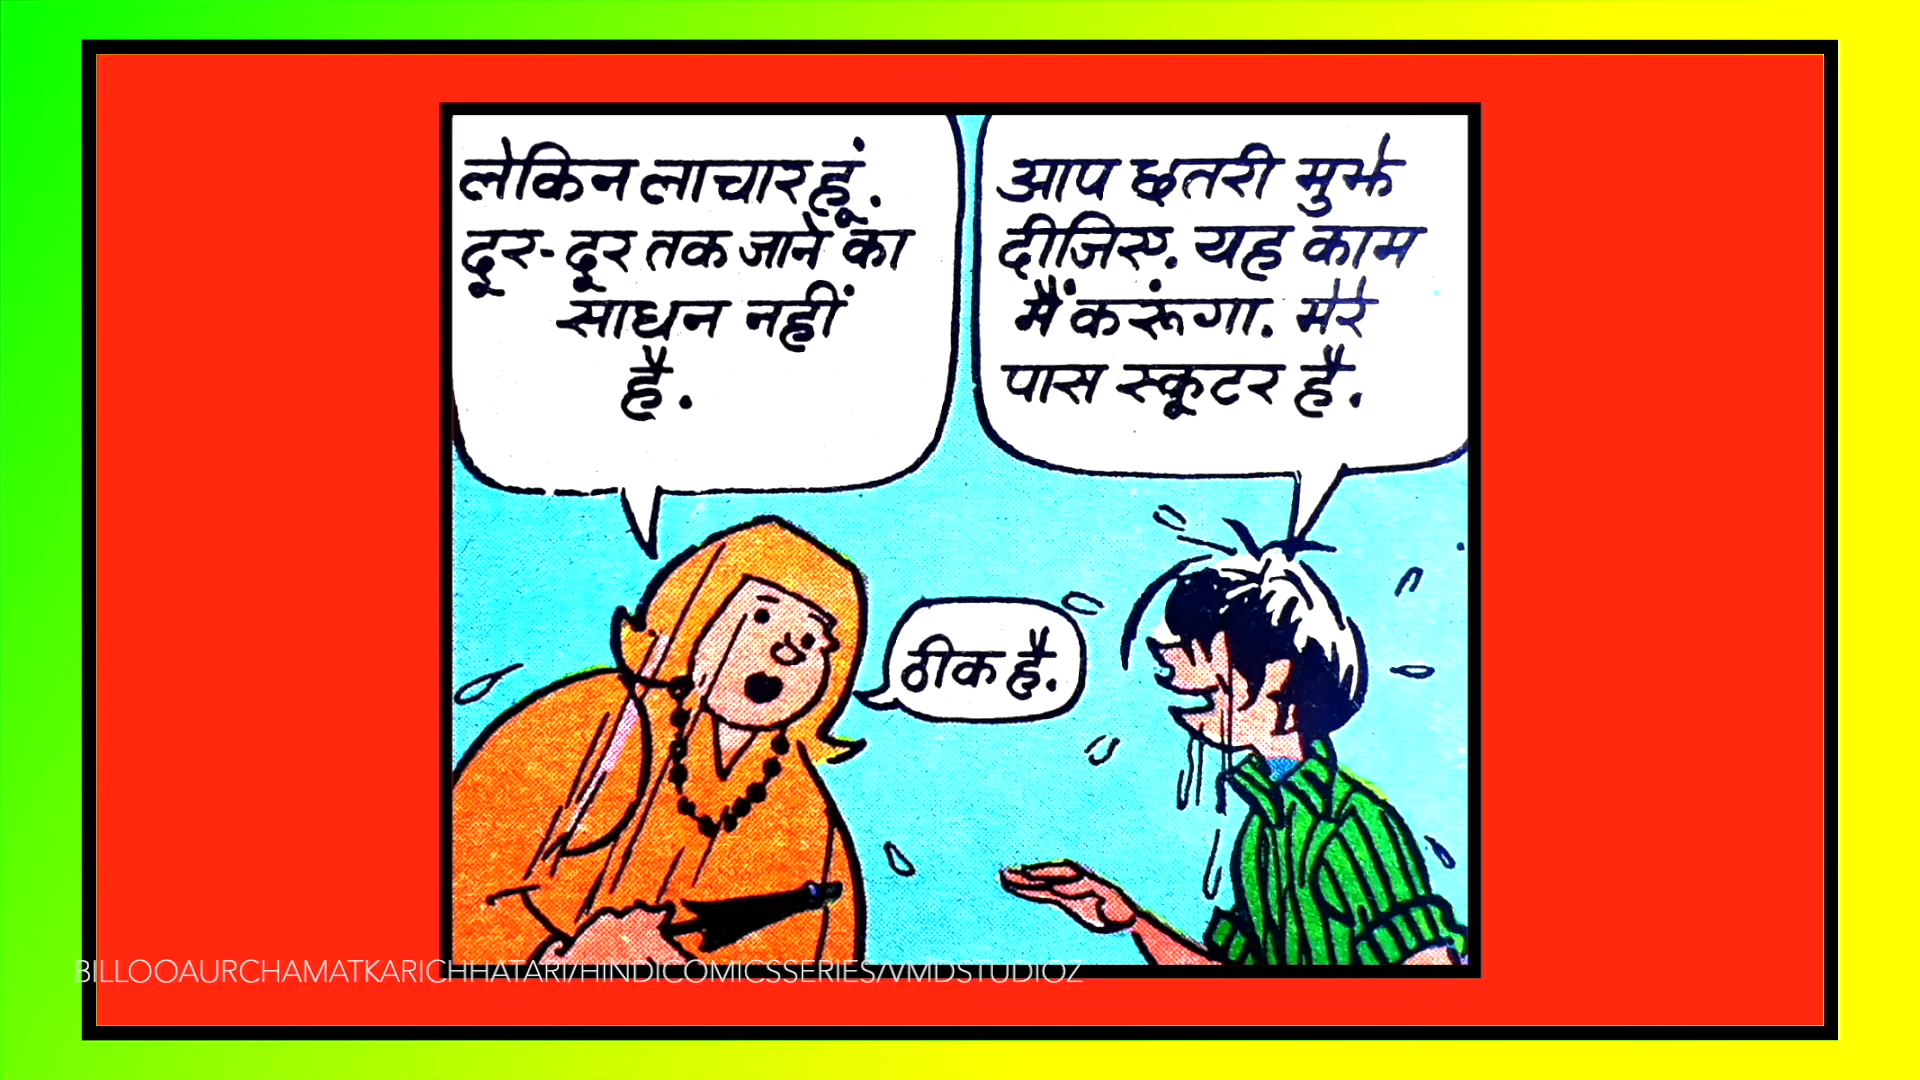 लेकिन लाचार हूं.
दूर-दूर तक जाने का
साधन नहीं
है.
आप छतरी मुझे
दीजिए. यह काम
मैं करूंगा. मेरे
पास स्कूटर है.
ठीक है.
BILLOOAURCHAMATKARICHHATARI/HINDICOMICSSERIES/VMDSTUDIOZ